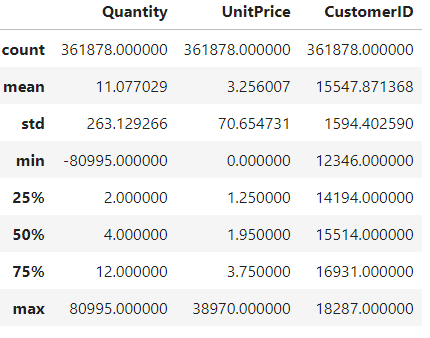 Quantity UnitPrice CustomerID
count 361878.000000 361878.000000 361878.000000
mean 11.077029 3.256007 15547.871368
std 263.129266 70.654731 1594.402590
min -80995.000000 0.000000 12346.000000
25% 2.000000 1.250000 14194.000000
50% 4.000000 1.950000 15514.000000
75% 12.000000 3.750000 16931.000000
max 80995.000000 38970.000000 18287.000000